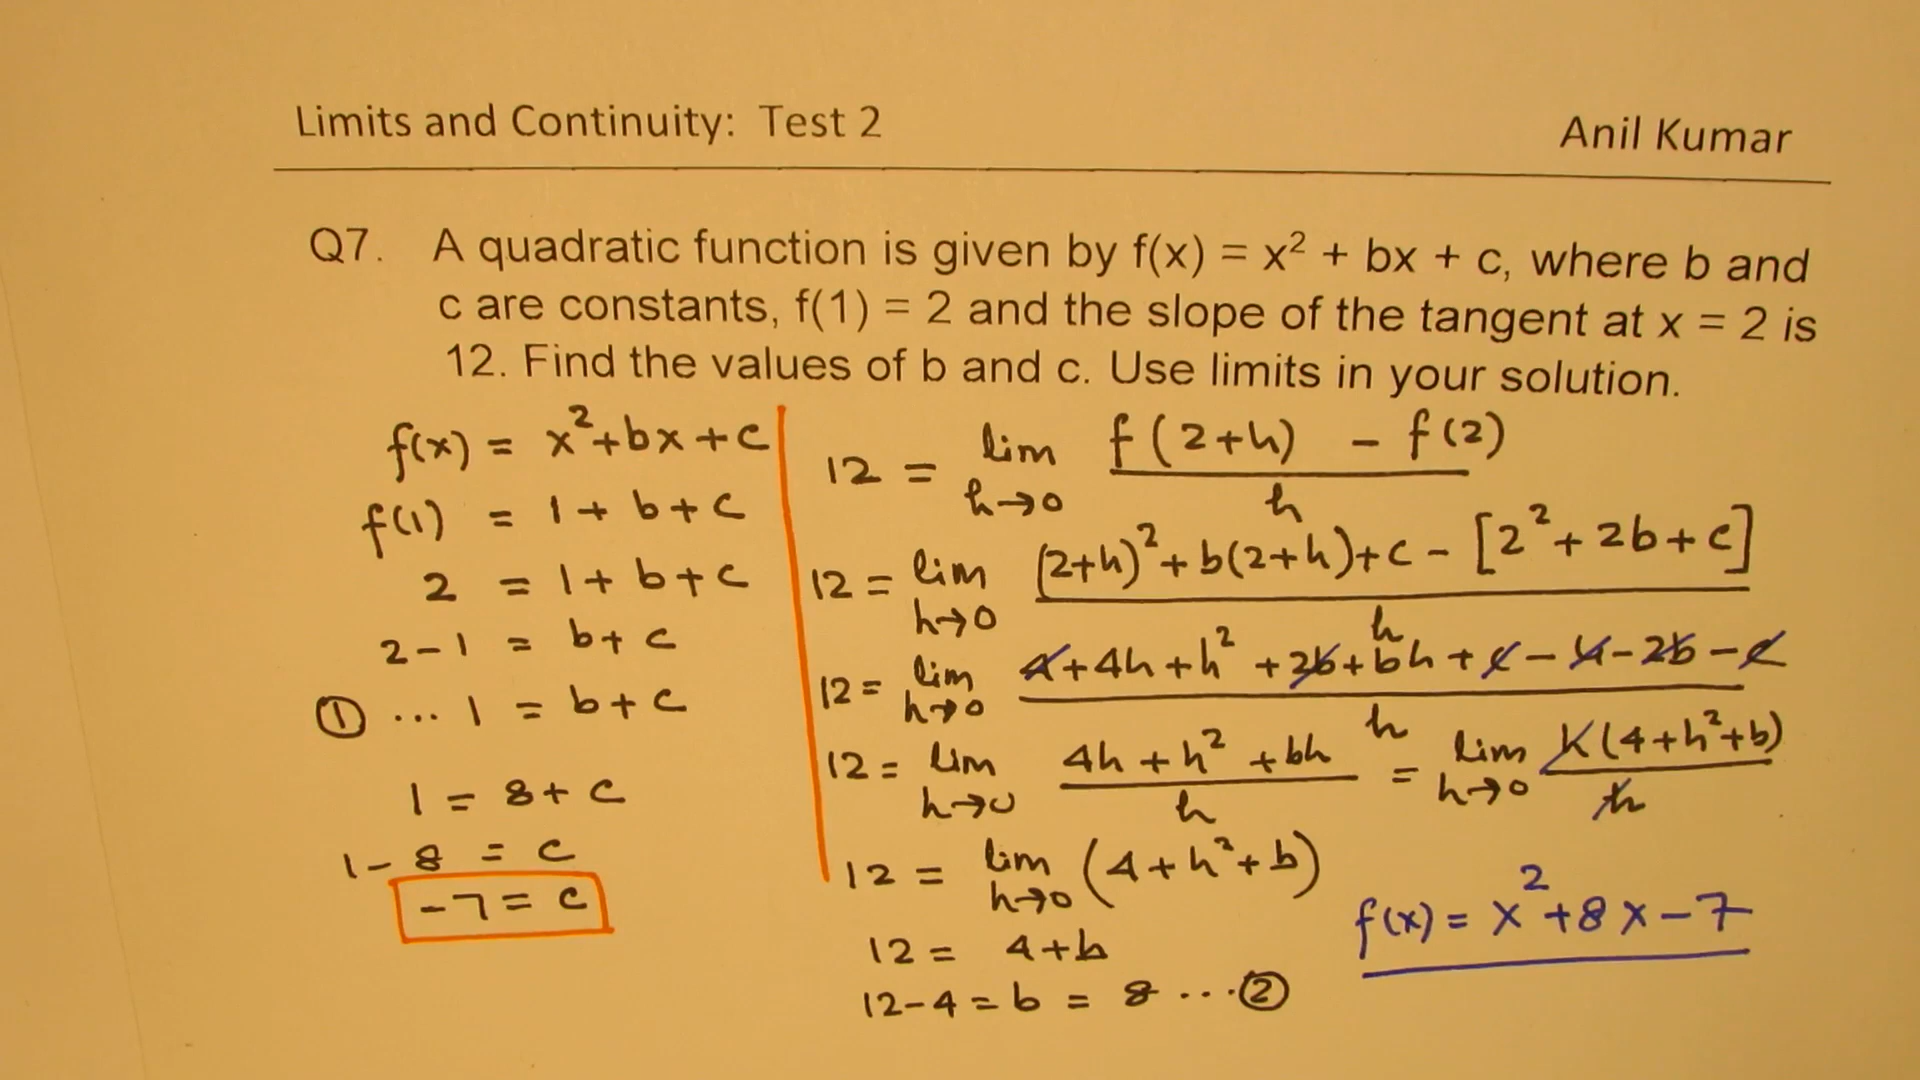 Limits and Continuity: Test 2
Anil Kumar
Q7. A quadratic function is given by f(x) = x² + bx + c, where b and
c are constants, f(1) = 2 and the slope of the tangent at x = 2 is
12. Find the values of b and c. Use limits in your solution.
f(x) = x²+bx+c
f(1) = 1+ b+c
2 = 1+ b+c
2-1 = b+c
① ... 1 = b+c
1 = 8+c
1-8 = c
-7 = c
12 = lim h→0 f(2+h) - f(2) / h
12 = lim h→0 (2+h)²+b(2+h)+c - [2²+2b+c] / h
12 = lim h→0 4+4h+h²+2b+bh+c-4-2b-c / h
12 = lim h→0 4h+h²+bh / h = lim h→0 h(4+h²+b) / h
12 = lim h→0 (4+h²+b)
12 = 4+b
12-4 = b = 8 ...②
f(x) = x²+8x-7